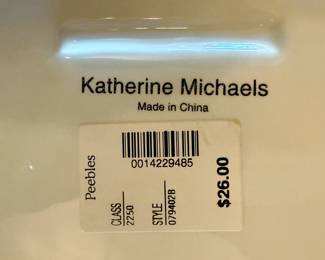 Katherine Michaels
Made in China
Peebles
0014229485
CLASS
2250
STYLE
0794028
$26.00